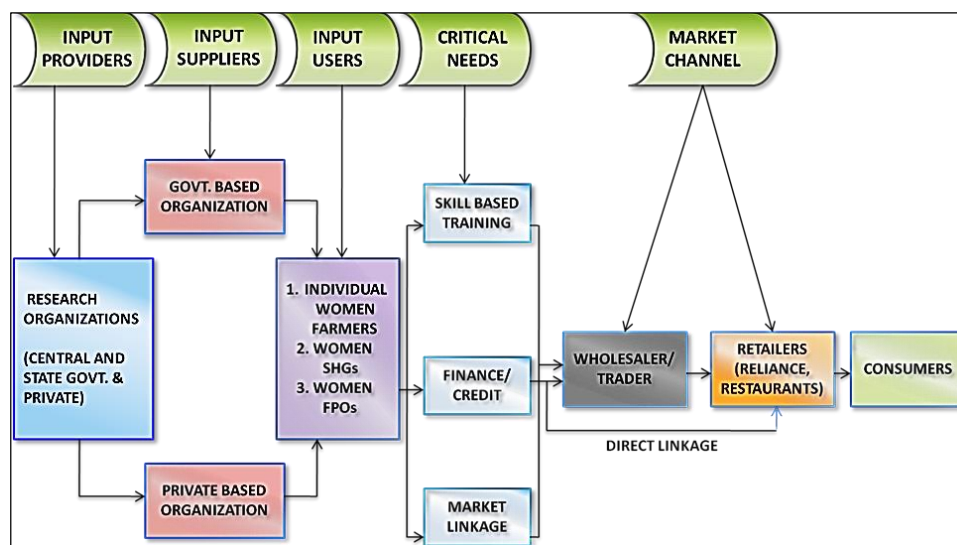 INPUT
PROVIDERS
INPUT
SUPPLIERS
INPUT
USERS
CRITICAL
NEEDS
MARKET
CHANNEL
GOVT. BASED
ORGANIZATION
SKILL BASED
TRAINING
RESEARCH
ORGANIZATIONS
(CENTRAL AND
STATE GOVT. &
PRIVATE)
1. INDIVIDUAL
WOMEN
FARMERS
2. WOMEN
SHGs
3. WOMEN
FPOs
FINANCE/
CREDIT
WHOLESALER/
TRADER
RETAILERS
(RELIANCE,
RESTAURANTS)
CONSUMERS
DIRECT LINKAGE
PRIVATE BASED
ORGANIZATION
MARKET
LINKAGE